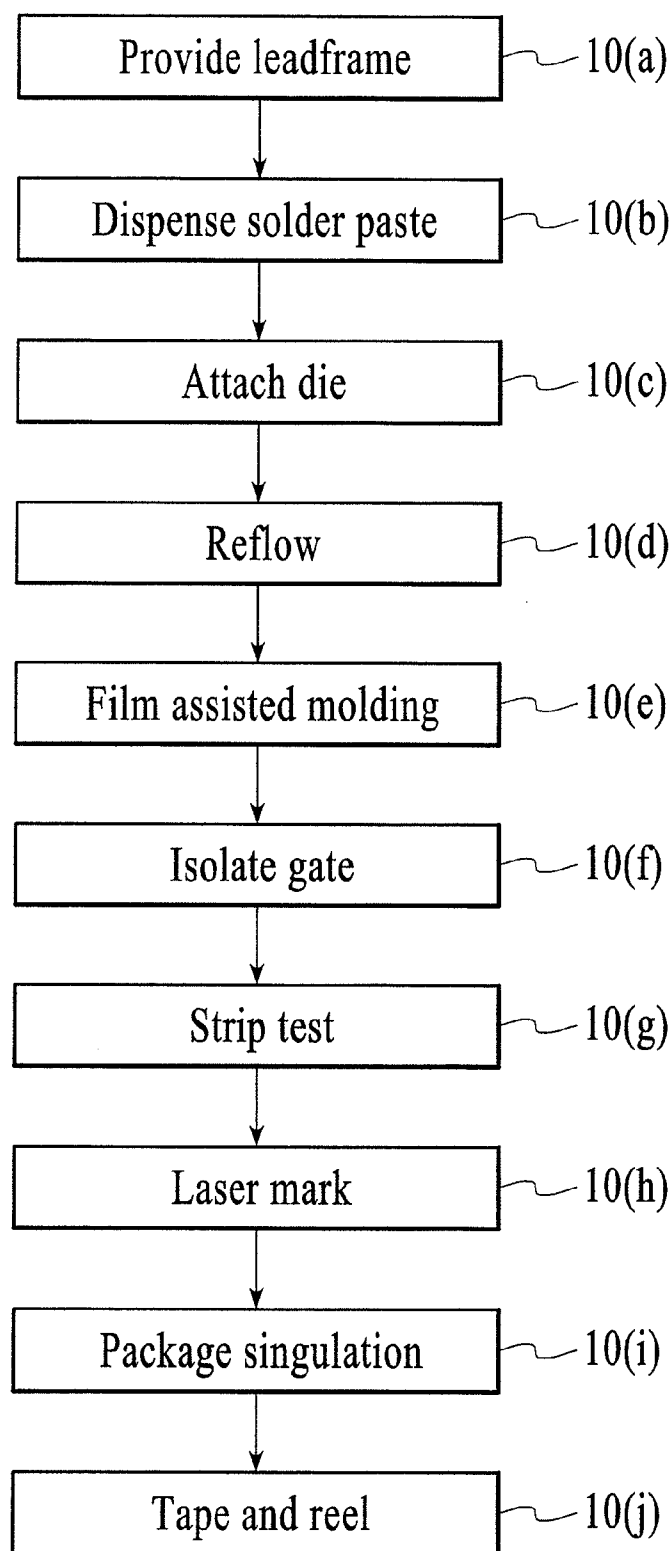 Provide leadframe 10(a)
Dispense solder paste 10(b)
Attach die 10(c)
Reflow 10(d)
Film assisted molding 10(e)
Isolate gate 10(f)
Strip test 10(g)
Laser mark 10(h)
Package singulation 10(i)
Tape and reel 10(j)